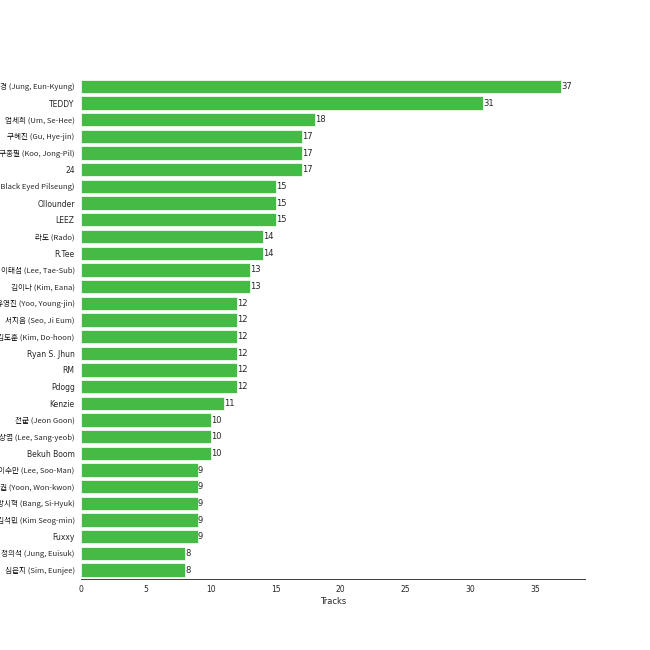 경 (Jung, Eun-Kyung) 37
TEDDY 31
엄세희 (Um, Se-Hee) 18
구혜진 (Gu, Hye-jin) 17
구종필 (Koo, Jong-Pil) 17
24 17
Black Eyed Pilseung) 15
Ollounder 15
LEEZ 15
라도 (Rado) 14
R.Tee 14
이태섭 (Lee, Tae-Sub) 13
김이나 (Kim, Eana) 13
유영진 (Yoo, Young-jin) 12
서지음 (Seo, Ji Eum) 12
김도훈 (Kim, Do-hoon) 12
Ryan S. Jhun 12
RM 12
Pdogg 12
Kenzie 11
전군 (Jeon Goon) 10
상엽 (Lee, Sang-yeob) 10
Bekuh Boom 10
이수만 (Lee, Soo-Man) 9
권 (Yoon, Won-kwon) 9
방시혁 (Bang, Si-Hyuk) 9
김석민 (Kim Seog-min) 9
Fuxxy 9
정의석 (Jung, Euisuk) 8
심은지 (Sim, Eunjee) 8
0 5 10 15 20 25 30 35
Tracks